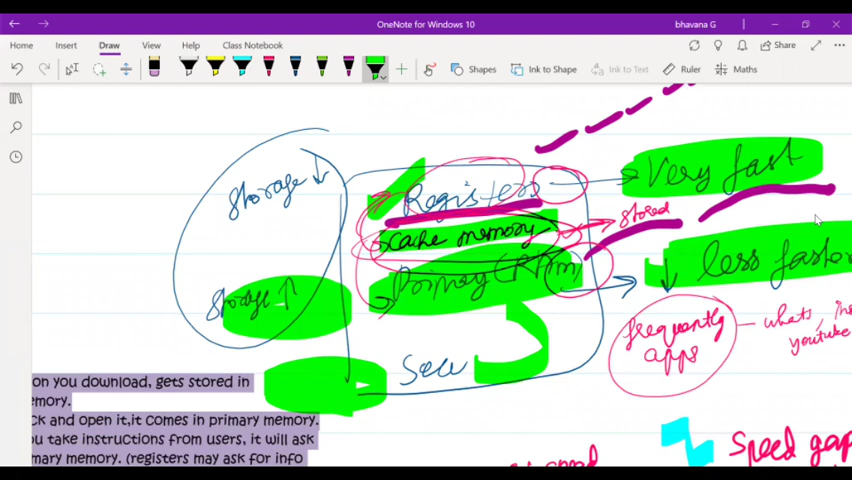 OneNote for Windows 10
bhavana G
Home Insert Draw View Help Class Notebook
Share
Shapes Ink to Shape Ink to Text Ruler Maths
Storage ↓
Registers
Very fast
Cache memory
stored
Primary (RAM)
less faster
Storage ↑
frequently
apps
whats,
youtube
Secu
on you download, gets stored in
emory.
ck and open it,it comes in primary memory.
ou take instructions from users, it will ask
mary memory. (registers may ask for info
Speed gap
speed